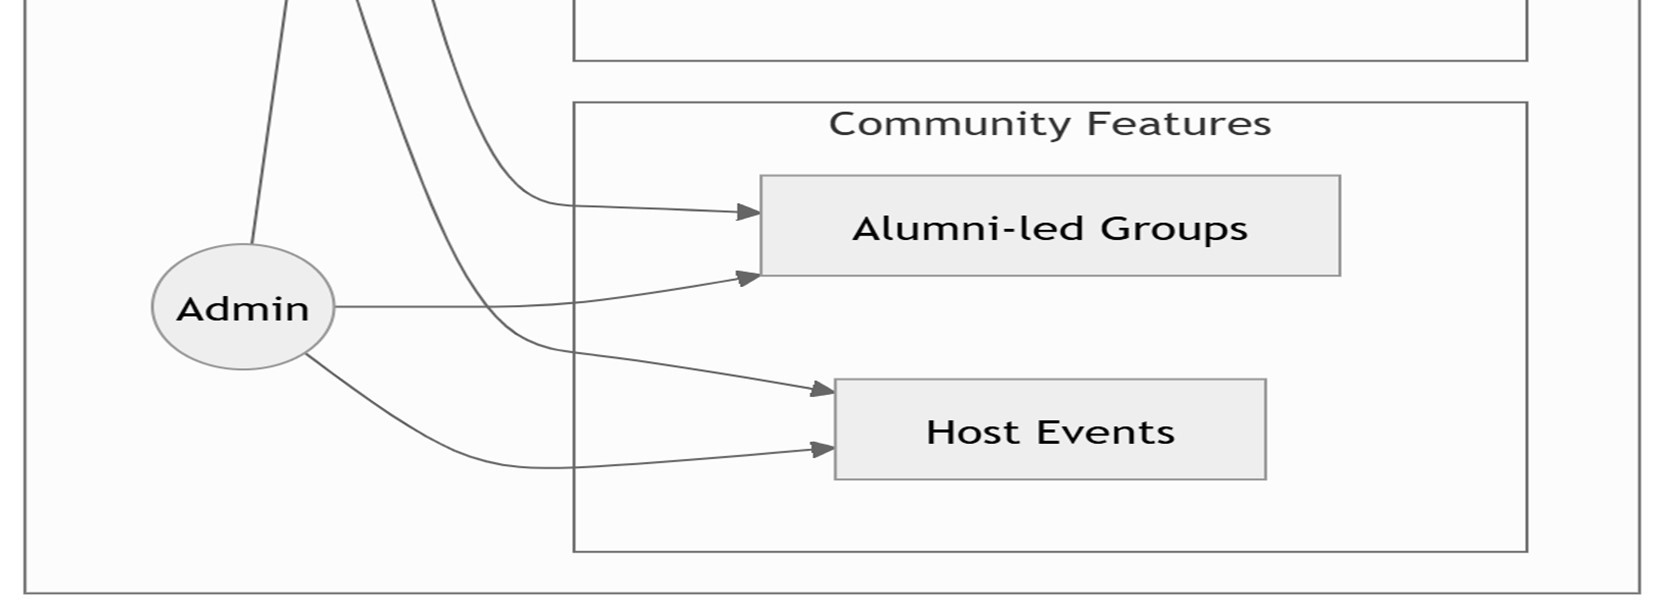 Community Features
Alumni-led Groups
Admin
Host Events